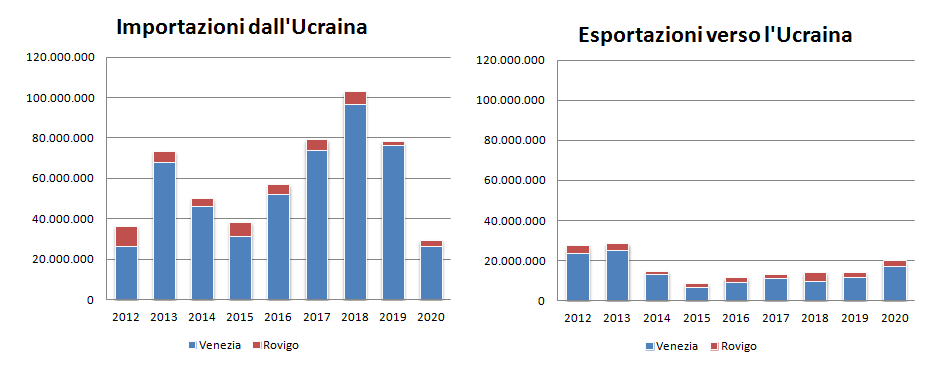 Importazioni dall'Ucraina
120.000.000
100.000.000
80.000.000
60.000.000
40.000.000
20.000.000
0
2012 2013 2014 2015 2016 2017 2018 2019 2020
Venezia Rovigo
Esportazioni verso l'Ucraina
120.000.000
100.000.000
80.000.000
60.000.000
40.000.000
20.000.000
0
2012 2013 2014 2015 2016 2017 2018 2019 2020
Venezia Rovigo